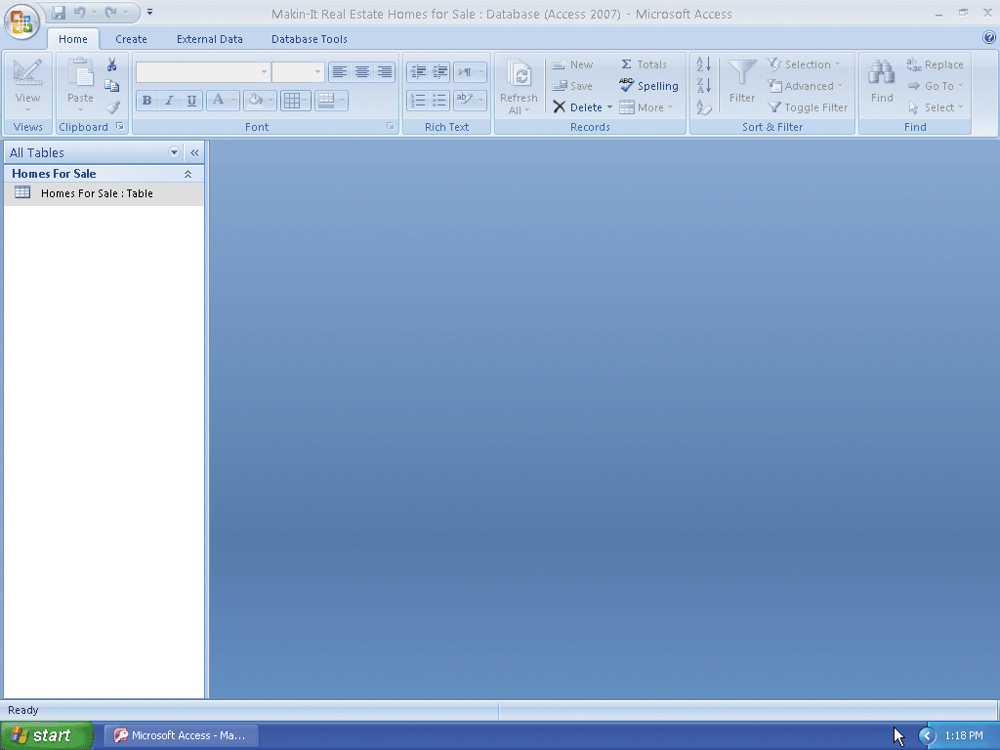 Makin-It Real Estate Homes for Sale : Database (Access 2007) - Microsoft Access
Home Create External Data Database Tools
View
Views
Paste
Clipboard
B I U A
Font
ab
Rich Text
Refresh All
New
Save
Delete
Σ Totals
ABC Spelling
More
Records
A Z
Z A
A Z
Filter
Selection
Advanced
Toggle Filter
Sort & Filter
Find
Replace
Go To
Select
Find
All Tables
Homes For Sale
Homes For Sale : Table
Ready
start
Microsoft Access - Ma...
1:18 PM